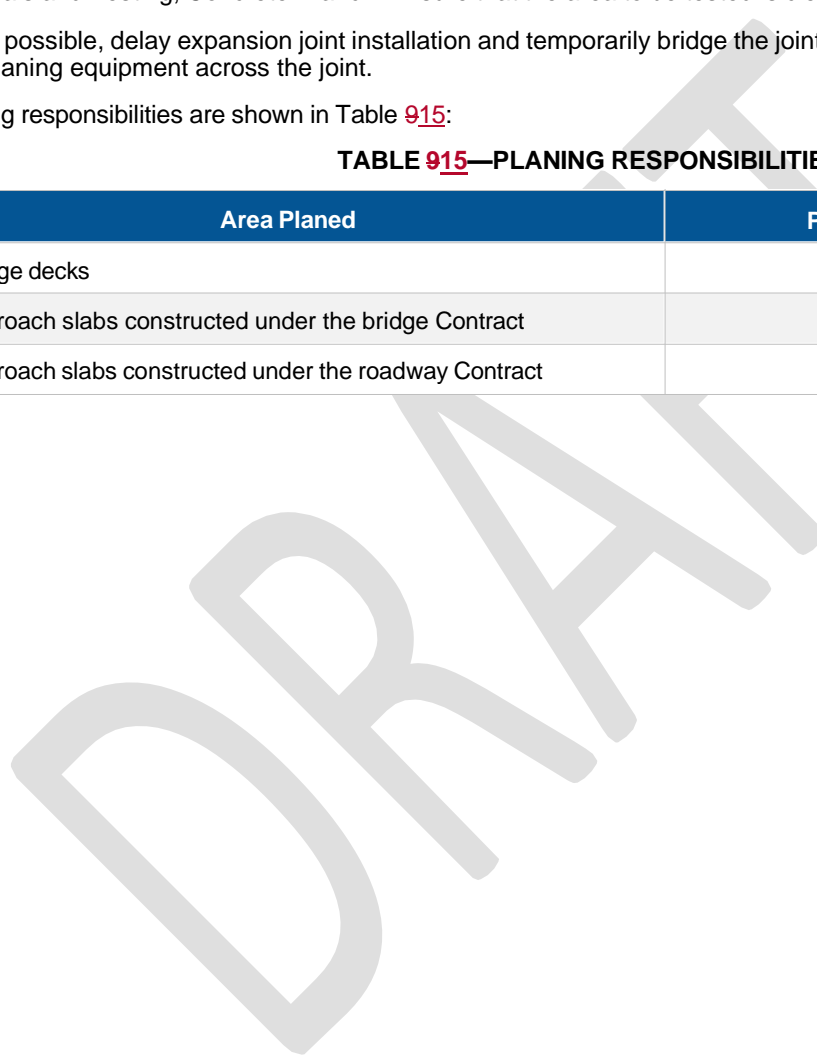 possible, delay expansion joint installation and temporarily bridge the joint
aning equipment across the joint.
g responsibilities are shown in Table 915:
TABLE 915—PLANING RESPONSIBILITIE
Area Planed
P
ge decks
roach slabs constructed under the bridge Contract
roach slabs constructed under the roadway Contract
DRAFT